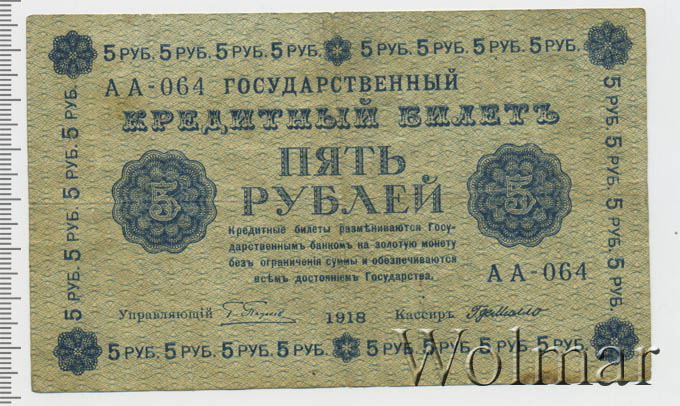 5 РУБ. 5 РУБ. 5 РУБ. 5 РУБ. 5 РУБ. 5 РУБ. 5 РУБ. 5 РУБ.
АА-064 ГОСУДАРСТВЕННЫЙ
КРЕДИТНЫЙ БИЛЕТЪ
5 ПЯТЬ 5
РУБЛЕЙ
Кредитные билеты размѣниваются Госу-
дарственнымъ банкомъ на золотую монету
безъ ограниченія суммы и обезпечиваются
всѣмъ достояніемъ Государства.
АА-064
Управляющій 1918 Кассиръ
5 РУБ. 5 РУБ. 5 РУБ. 5 РУБ. 5 РУБ. 5 РУБ. 5 РУБ. 5 РУБ.
5 РУБ. 5 РУБ. 5 РУБ. 5 РУБ. 5 РУБ.
5 РУБ. 5 РУБ. 5 РУБ. 5 РУБ. 5 РУБ.
Wolmar